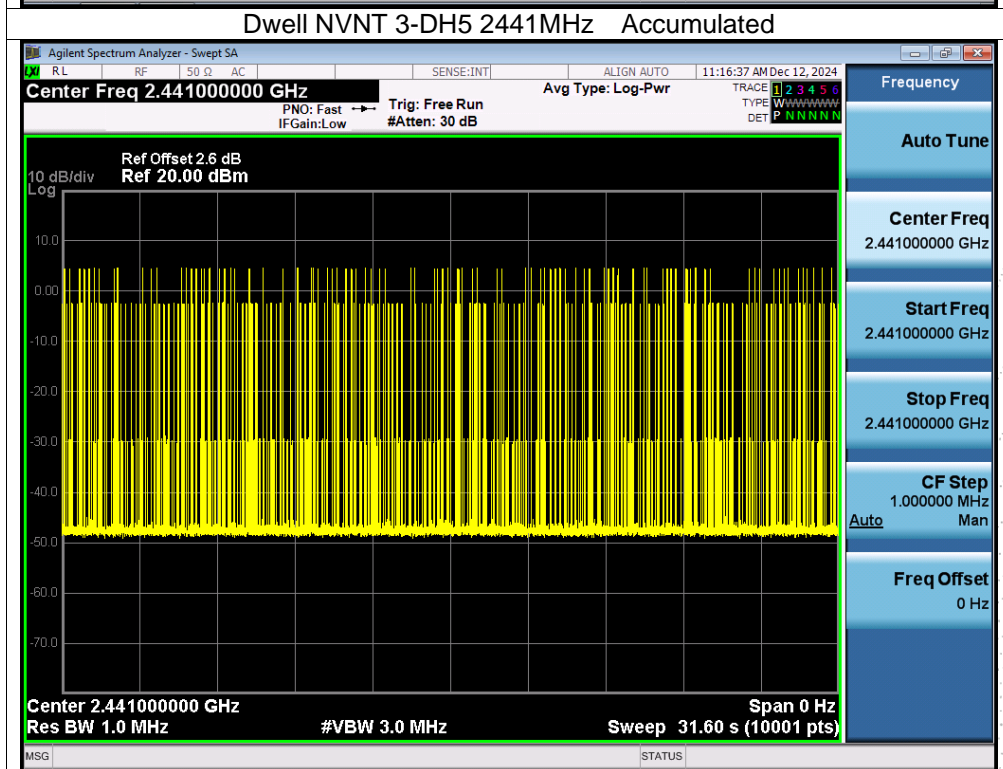 Dwell NVNT 3-DH5 2441MHz Accumulated
Agilent Spectrum Analyzer - Swept SA
LXI RL RF 50 Ω AC SENSE:INT ALIGN AUTO 11:16:37 AM Dec 12, 2024
Center Freq 2.441000000 GHz
PNO: Fast
IFGain:Low
Trig: Free Run
#Atten: 30 dB
Avg Type: Log-Pwr
TRACE 1 2 3 4 5 6
TYPE WWWWWWW
DET P N N N N N
Ref Offset 2.6 dB
10 dB/div Ref 20.00 dBm
Log
10.0
0.00
-10.0
-20.0
-30.0
-40.0
-50.0
-60.0
-70.0
Center 2.441000000 GHz Span 0 Hz
Res BW 1.0 MHz #VBW 3.0 MHz Sweep 31.60 s (10001 pts)
MSG STATUS
Frequency
Auto Tune
Center Freq
2.441000000 GHz
Start Freq
2.441000000 GHz
Stop Freq
2.441000000 GHz
CF Step
1.000000 MHz
Auto Man
Freq Offset
0 Hz